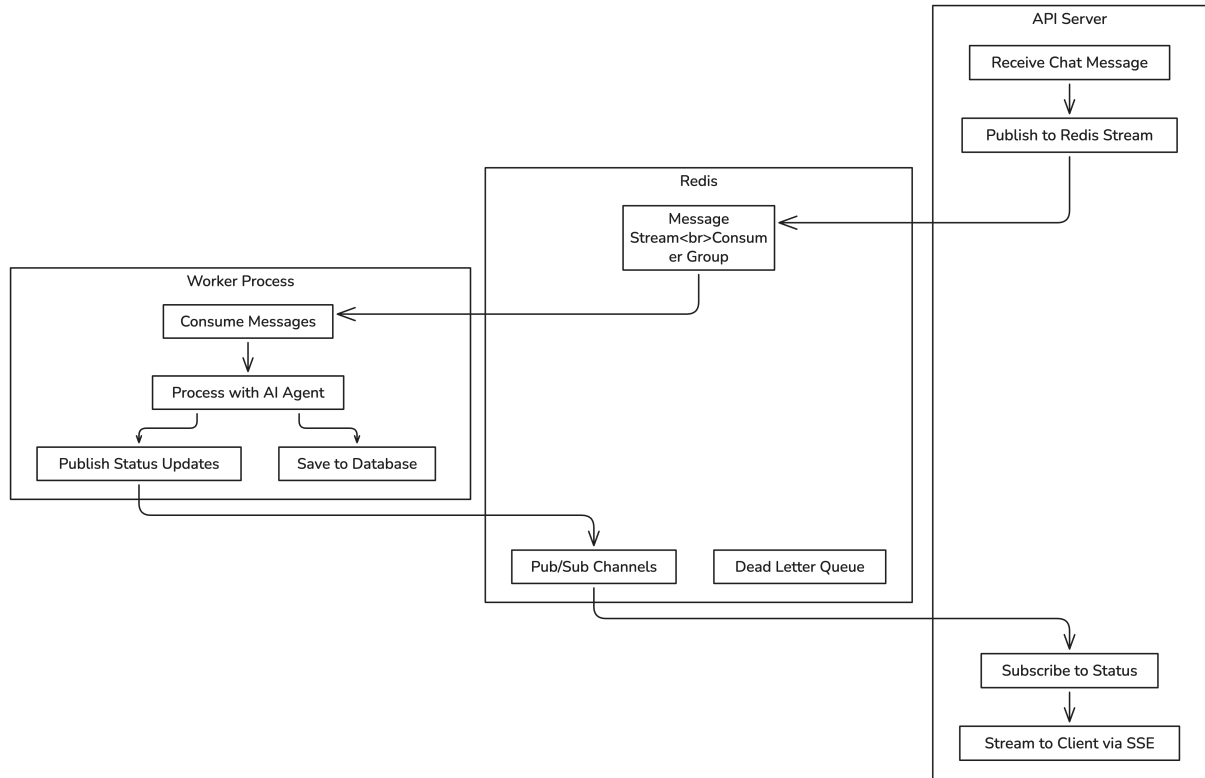 API Server
Receive Chat Message
Publish to Redis Stream
Redis
Message
Stream<br>Consum
er Group
Worker Process
Consume Messages
Process with AI Agent
Publish Status Updates
Save to Database
Pub/Sub Channels
Dead Letter Queue
Subscribe to Status
Stream to Client via SSE